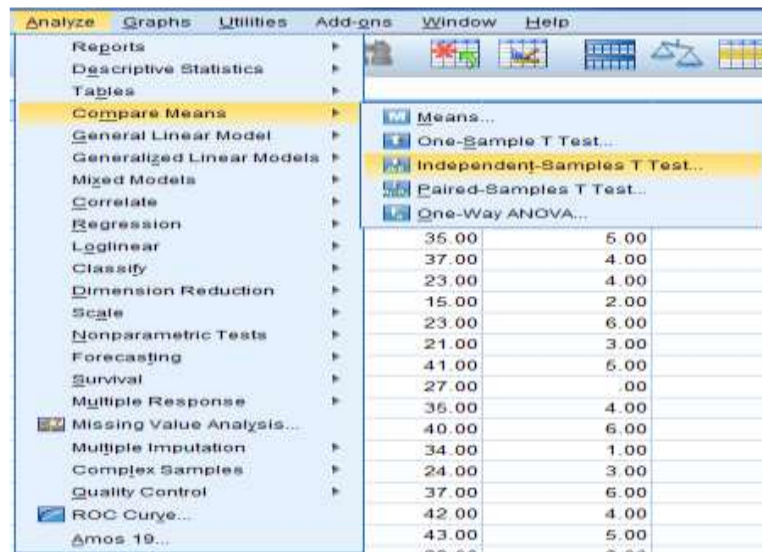 Analyze Graphs Utilities Add-ons Window Help
Reports
Descriptive Statistics
Tables
Compare Means
General Linear Model
Generalized Linear Models
Mixed Models
Correlate
Regression
Loglinear
Classify
Dimension Reduction
Scale
Nonparametric Tests
Forecasting
Survival
Multiple Response
Missing Value Analysis...
Multiple Imputation
Complex Samples
Quality Control
ROC Curve...
Amos 19...
Means...
One-Sample T Test...
Independent-Samples T Test...
Paired-Samples T Test...
One-Way ANOVA...
35.00 5.00
37.00 4.00
23.00 4.00
15.00 2.00
23.00 6.00
21.00 3.00
41.00 5.00
27.00 .00
35.00 4.00
40.00 6.00
34.00 1.00
24.00 3.00
37.00 6.00
42.00 4.00
43.00 5.00